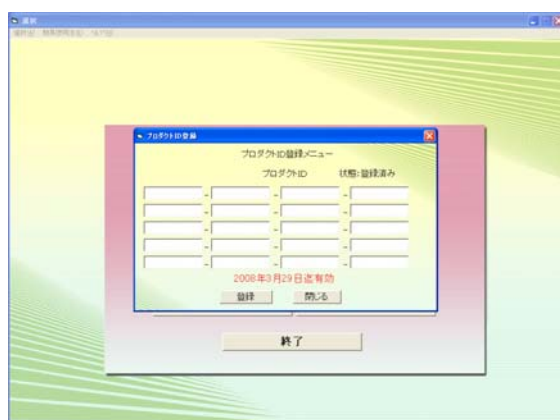 選択
プロダクトID登録
プロダクトID登録メニュー
プロダクトID 状態:登録済み
- - -
- - -
- - -
- - -
- - -
2008年3月29日迄有効
登録 閉じる
終了